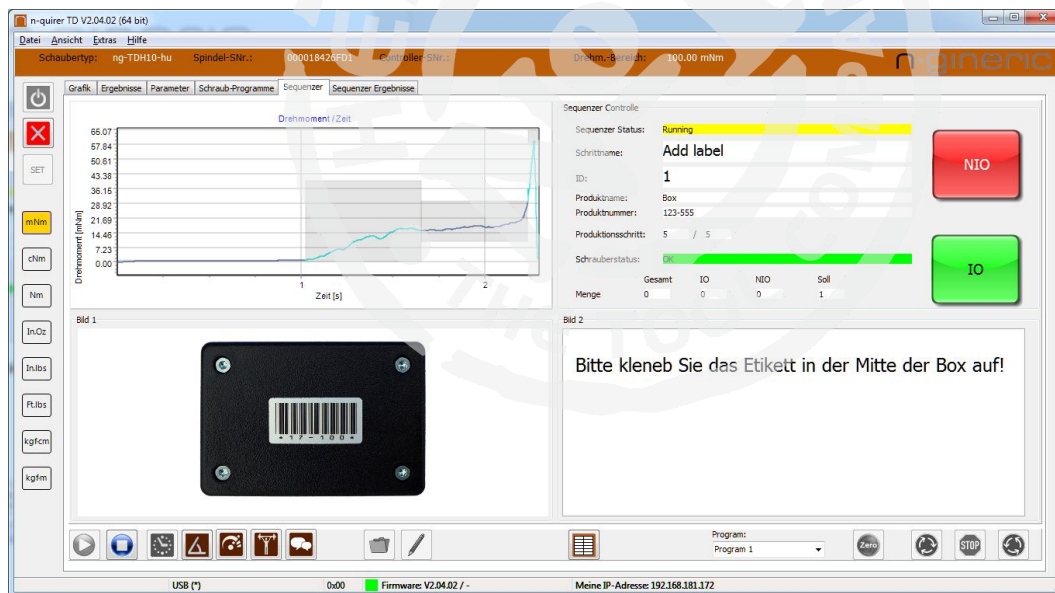 n-quirer TD V2.04.02 (64 bit)
Datei Ansicht Extras Hilfe
Schaubertyp: ng-TDH10-hu Spindel-SNr.: 000018426FD1 Controller-SNr.: Drehm.-Bereich: 100.00 mNm n-gineric
Grafik Ergebnisse Parameter Schraub-Programme Sequenzer Sequenzer Ergebnisse
SET
mNm
cNm
Nm
In.Oz
In.lbs
Ft.lbs
kgfcm
kgfm
Drehmoment / Zeit
Drehmoment [mNm]
65.07
57.84
50.61
43.38
36.15
28.92
21.69
14.46
7.23
0.00
1 2
Zeit [s]
Sequenzer Controlle
Sequenzer Status: Running
Schrittname: Add label
ID: 1
Produktname: Box
Produktnummer: 123-555
Produktionsschritt: 5 / 5
Schrauberstatus: OK
Gesamt IO NIO Soll
Menge 0 0 0 1
NIO
IO
Bild 1
*17-100*
Bild 2
Bitte kleneb Sie das Etikett in der Mitte der Box auf!
Program:
Program 1
Zero
STOP
USB (*) 0x00 Firmware: V2.04.02 / - Meine IP-Adresse: 192.168.181.172